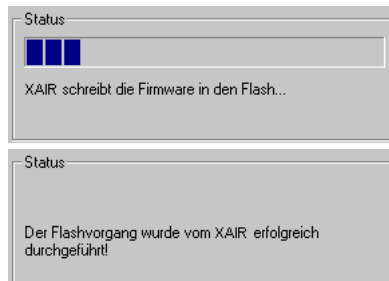 Status
XAIR schreibt die Firmware in den Flash...
Status
Der Flashvorgang wurde vom XAIR erfolgreich
durchgeführt!